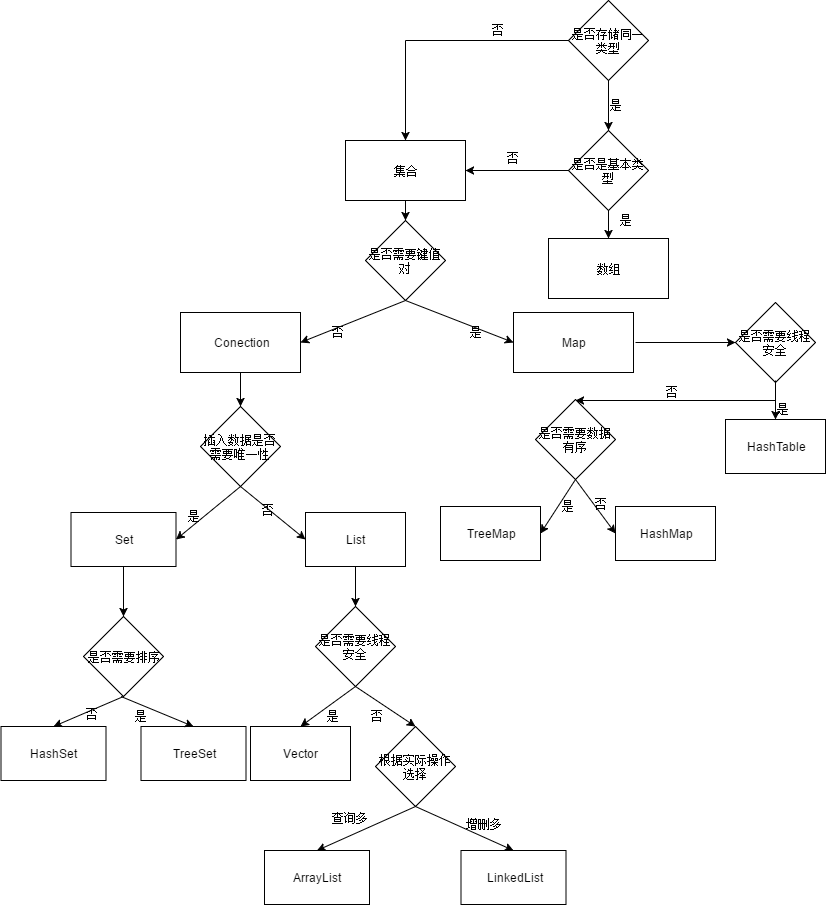 否
是否存储同一
类型
是
集合
否
是否是基本类
型
是
是否需要键值
对
数组
Conection
否
是
Map
是否需要线程
安全
否
是
插入数据是否
需要唯一性
是否需要数据
有序
HashTable
是
否
是
否
Set
List
TreeMap
HashMap
是否需要排序
是否需要线程
安全
否
是
是
否
HashSet
TreeSet
Vector
根据实际操作
选择
查询多
增删多
ArrayList
LinkedList